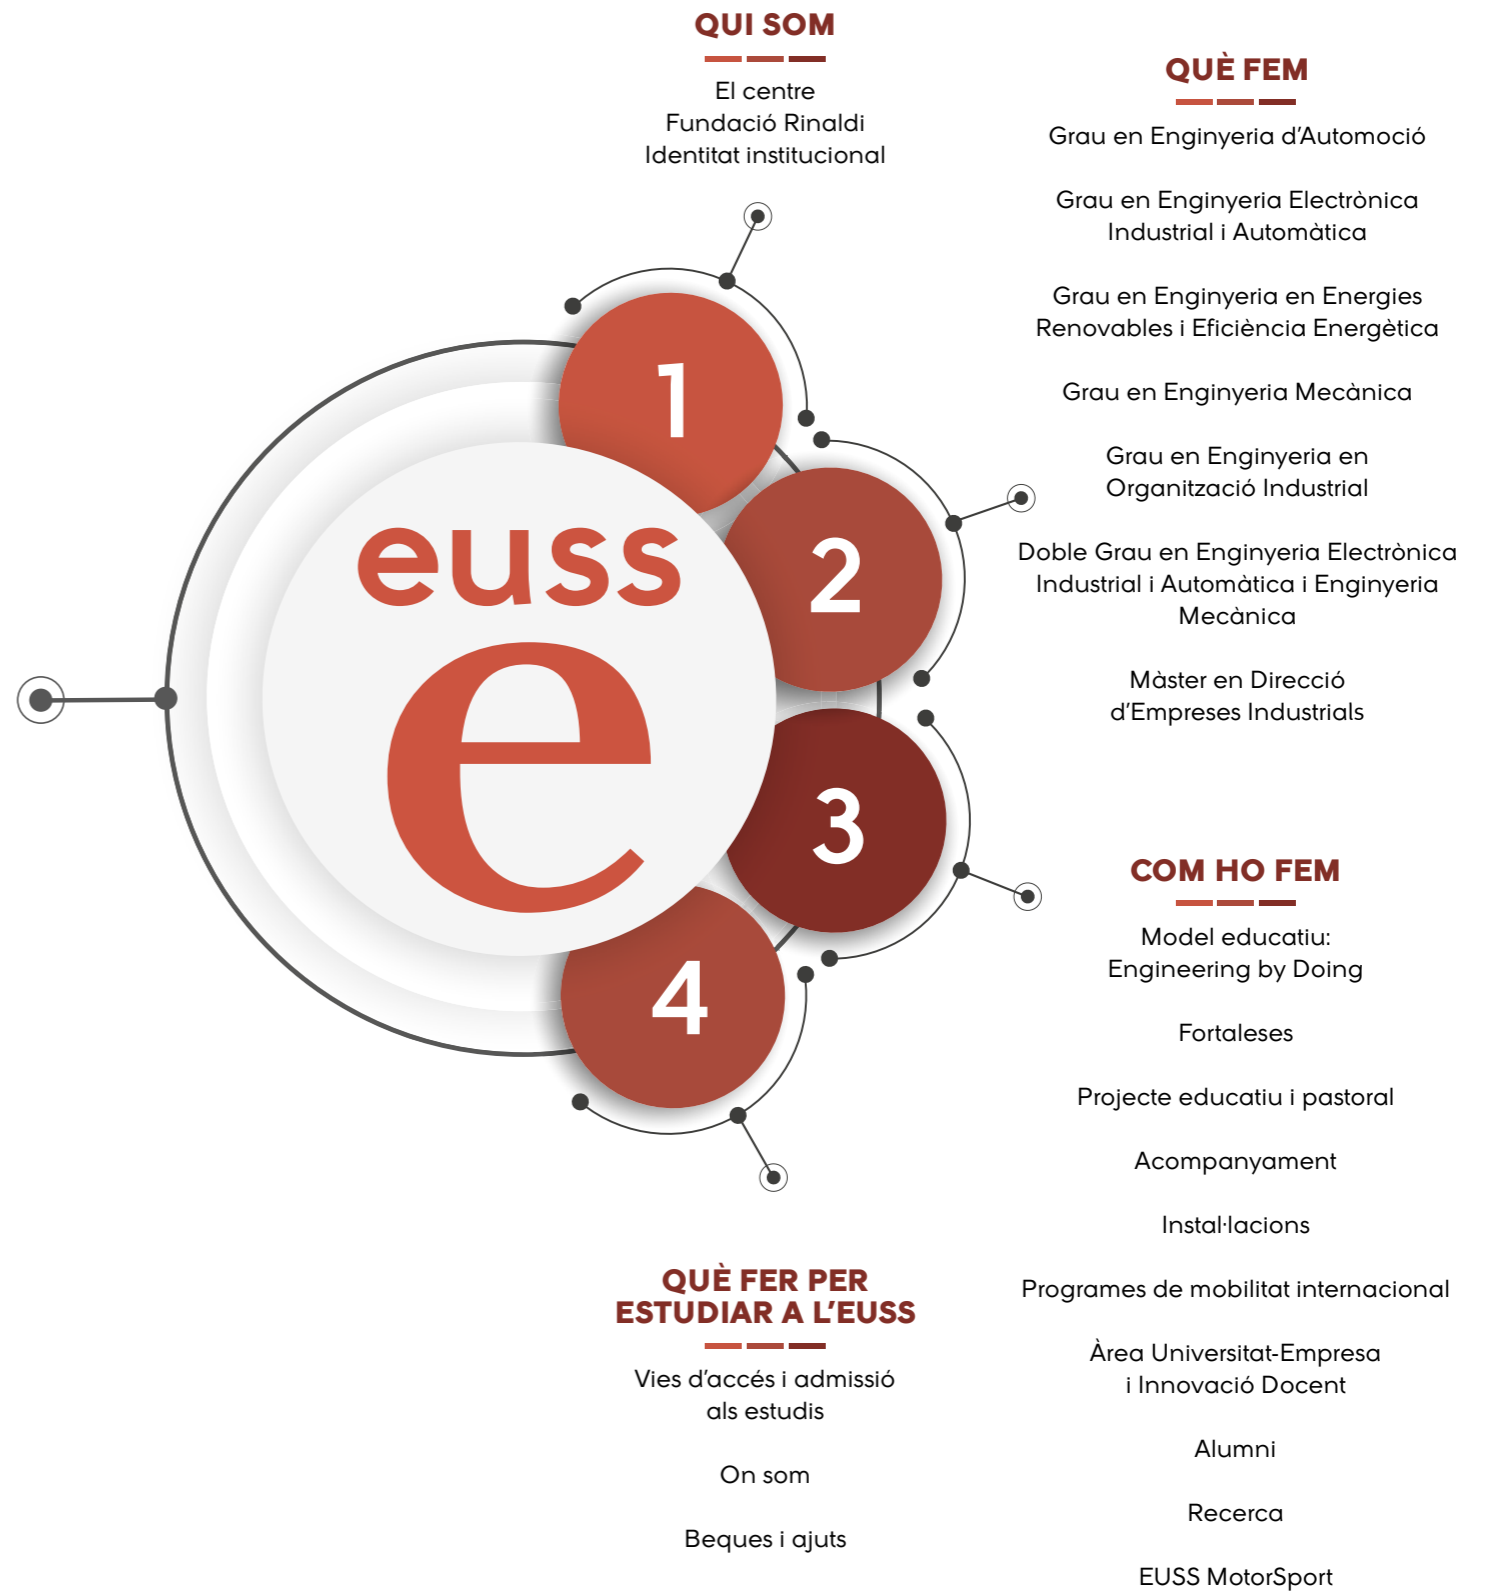 QUI SOM
El centre
Fundació Rinaldi
Identitat institucional
QUÈ FEM
Grau en Enginyeria d’Automoció
Grau en Enginyeria Electrònica
Industrial i Automàtica
Grau en Enginyeria en Energies
Renovables i Eficiència Energètica
Grau en Enginyeria Mecànica
Grau en Enginyeria en
Organització Industrial
Doble Grau en Enginyeria Electrònica
Industrial i Automàtica i Enginyeria
Mecànica
Màster en Direcció
d’Empreses Industrials
1
2
3
4
euss
e
COM HO FEM
Model educatiu:
Engineering by Doing
Fortaleses
Projecte educatiu i pastoral
Acompanyament
Instal·lacions
Programes de mobilitat internacional
Àrea Universitat-Empresa
i Innovació Docent
Alumni
Recerca
EUSS MotorSport
QUÈ FER PER
ESTUDIAR A L’EUSS
Vies d’accés i admissió
als estudis
On som
Beques i ajuts